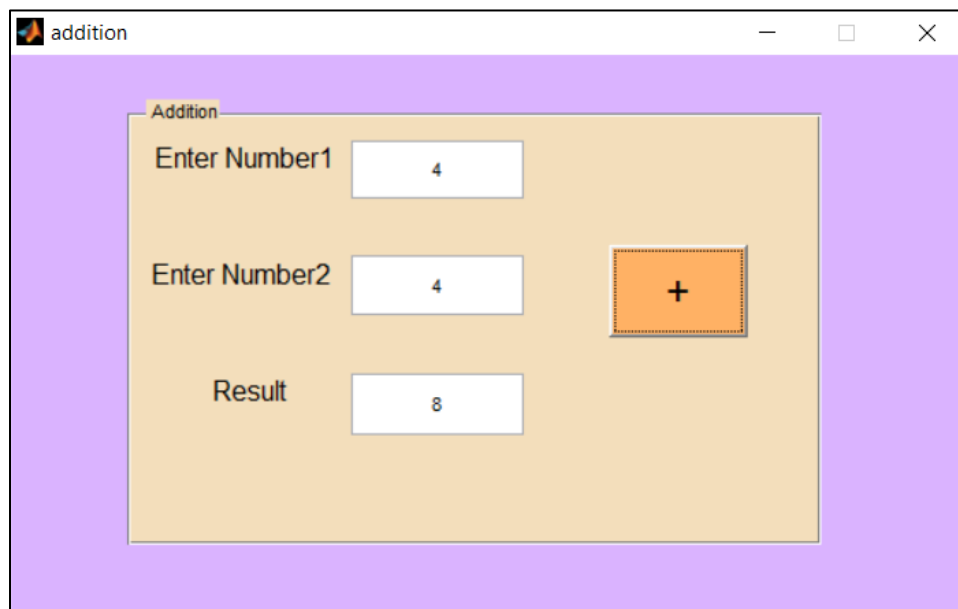 addition
Addition
Enter Number1 4
Enter Number2 4
+
Result 8